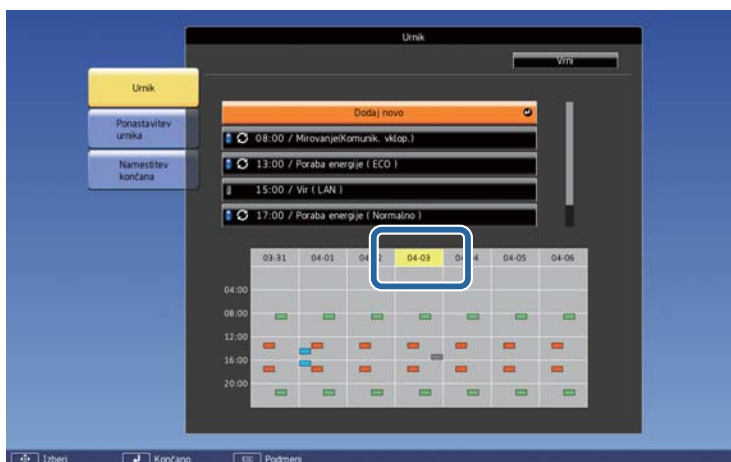 Urnik
Vrni
Urnik
Ponastavitev
urnika
Namestitev
končana
Dodaj novo
08:00 / Mirovanje(Komunik. vklop.)
13:00 / Poraba energije ( ECO )
15:00 / Vir ( LAN )
17:00 / Poraba energije ( Normalno )
03-31 04-01 04-03 04-05 04-06
04:00
08:00
12:00
16:00
20:00
Izberi Končano Esc Podmeni